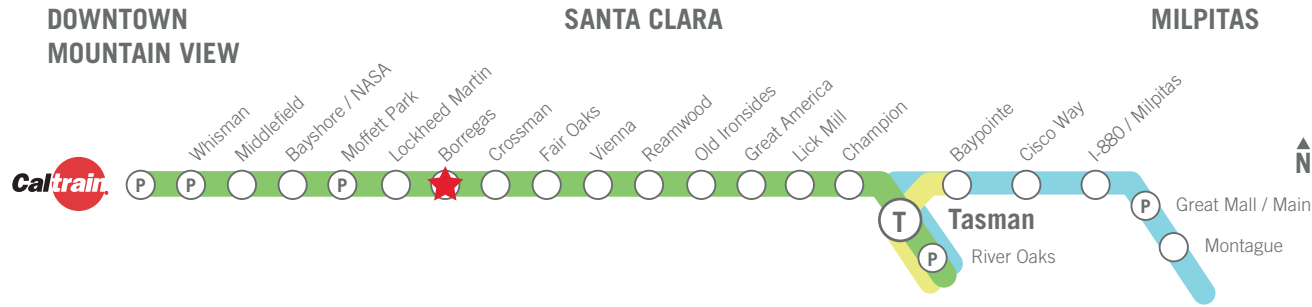 DOWNTOWN
MOUNTAIN VIEW
SANTA CLARA
MILPITAS
Whisman
Middlefield
Bayshore / NASA
Moffett Park
Lockheed Martin
Borregas
Crossman
Fair Oaks
Vienna
Reamwood
Old Ironsides
Great America
Lick Mill
Champion
Baypointe
Cisco Way
I-880 / Milpitas
N
Caltrain
P
P
P
T
Tasman
P
Great Mall / Main
Montague
P
River Oaks